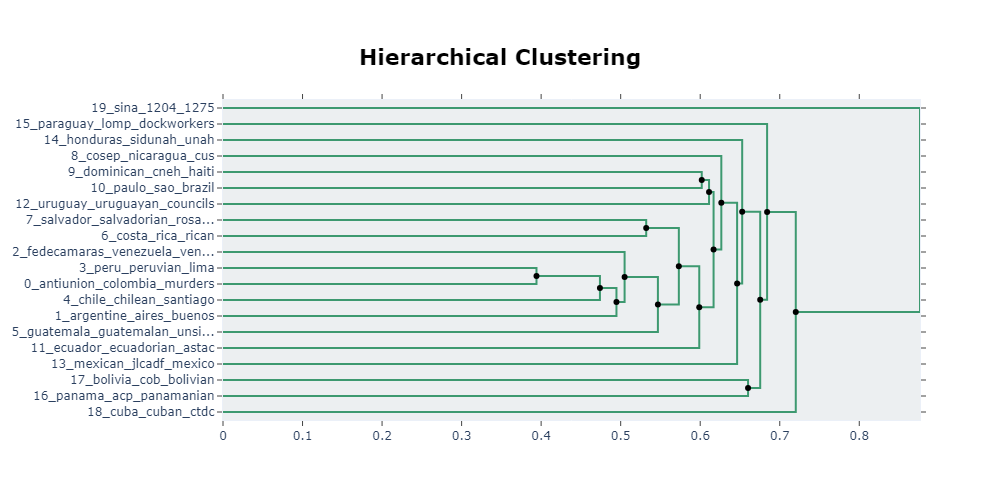 Hierarchical Clustering
19_sina_1204_1275
15_paraguay_lomp_dockworkers
14_honduras_sidunah_unah
8_cosep_nicaragua_cus
9_dominican_cneh_haiti
10_paulo_sao_brazil
12_uruguay_uruguayan_councils
7_salvador_salvadorian_rosa...
6_costa_rica_rican
2_fedecamaras_venezuela_ven...
3_peru_peruvian_lima
0_antiunion_colombia_murders
4_chile_chilean_santiago
1_argentine_aires_buenos
5_guatemala_guatemalan_unsi...
11_ecuador_ecuadorian_astac
13_mexican_jlcadf_mexico
17_bolivia_cob_bolivian
16_panama_acp_panamanian
18_cuba_cuban_ctdc
0 0.1 0.2 0.3 0.4 0.5 0.6 0.7 0.8